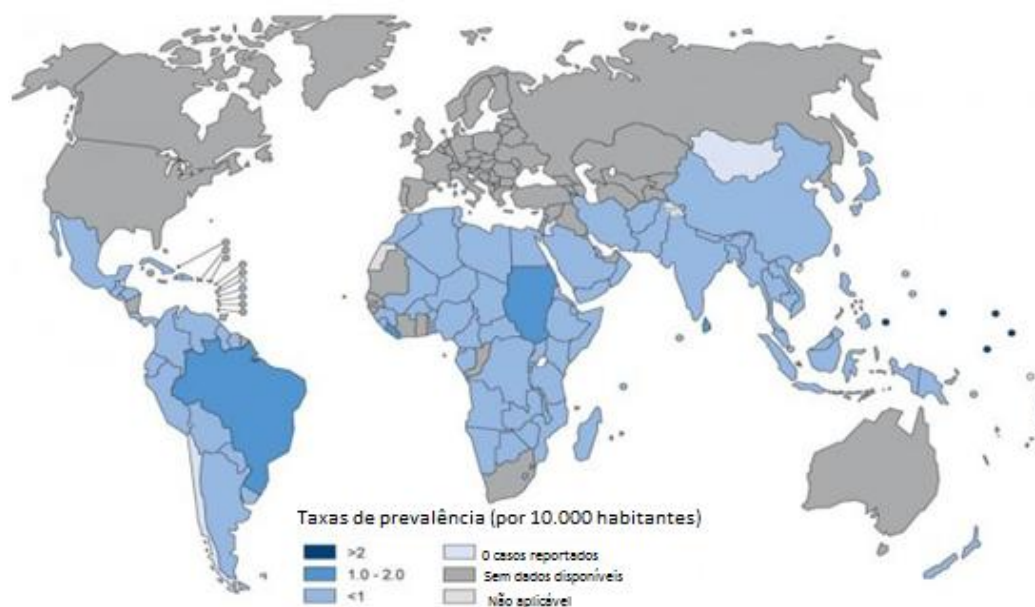 Taxas de prevalência (por 10.000 habitantes)
>2
1.0 - 2.0
<1
0 casos reportados
Sem dados disponíveis
Não aplicável